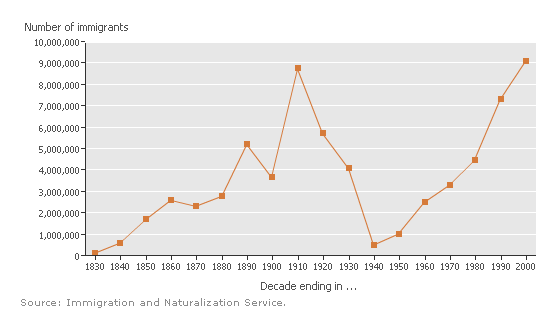 Number of immigrants
10,000,000
9,000,000
8,000,000
7,000,000
6,000,000
5,000,000
4,000,000
3,000,000
2,000,000
1,000,000
0
1830 1840 1850 1860 1870 1880 1890 1900 1910 1920 1930 1940 1950 1960 1970 1980 1990 2000
Decade ending in ...
Source: Immigration and Naturalization Service.